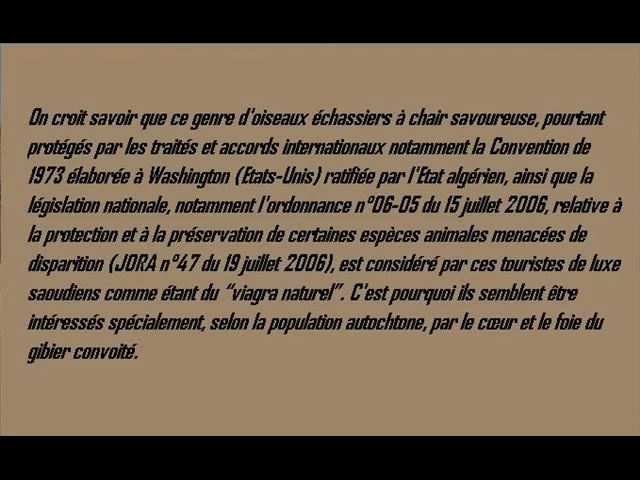 On croit savoir que ce genre d'oiseaux échassiers à chair savoureuse, pourtant
protégés par les traités et accords internationaux notamment la Convention de
1973 élaborée à Washington (Etats-Unis) ratifiée par l'Etat algérien, ainsi que la
législation nationale, notamment l'ordonnance n°06-05 du 15 juillet 2006, relative à
la protection et à la préservation de certaines espèces animales menacées de
disparition (JORA n°47 du 19 juillet 2006), est considéré par ces touristes de luxe
saoudiens comme étant du “viagra naturel”. C'est pourquoi ils semblent être
intéressés spécialement, selon la population autochtone, par le cœur et le foie du
gibier convoité.